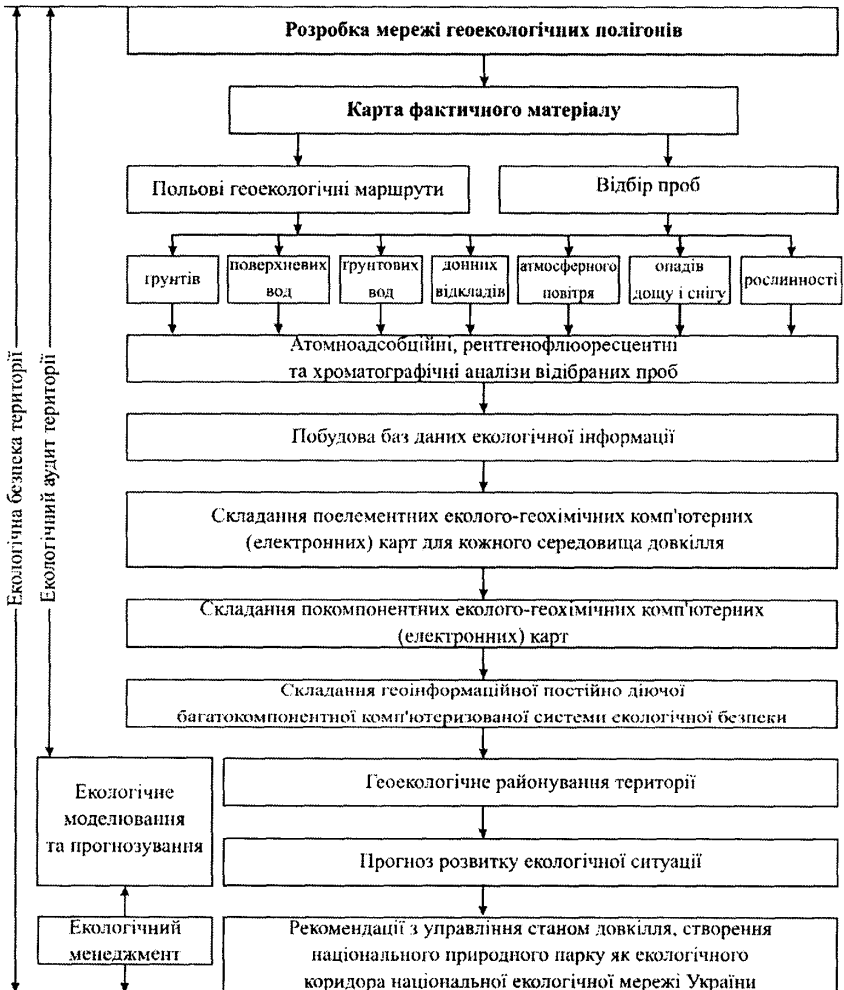 Розробка мережі геоекологічних полігонів
Карта фактичного матеріалу
Польові геоекологічні маршрути
Відбір проб
ґрунтів
поверхневих
вод
ґрунтових
вод
донних
відкладів
атмосферного
повітря
опадів
дощу і снігу
рослинності
Атомноадсобційні, рентгенофлюоресцентні
та хроматографічні аналізи відібраних проб
Побудова баз даних екологічної інформації
Складання поелементних еколого-геохімічних комп'ютерних
(електронних) карт для кожного середовища довкілля
Складання покомпонентних еколого-геохімічних комп'ютерних
(електронних) карт
Складання геоінформаційної постійно діючої
багатокомпонентної комп'ютеризованої системи екологічної безпеки
Геоекологічне районування території
Прогноз розвитку екологічної ситуації
Рекомендації з управління станом довкілля, створення
національного природного парку як екологічного
коридора національної екологічної мережі України
Екологічне
моделювання
та прогнозування
Екологічний
менеджмент
Екологічна безпека території
Екологічний аудит території